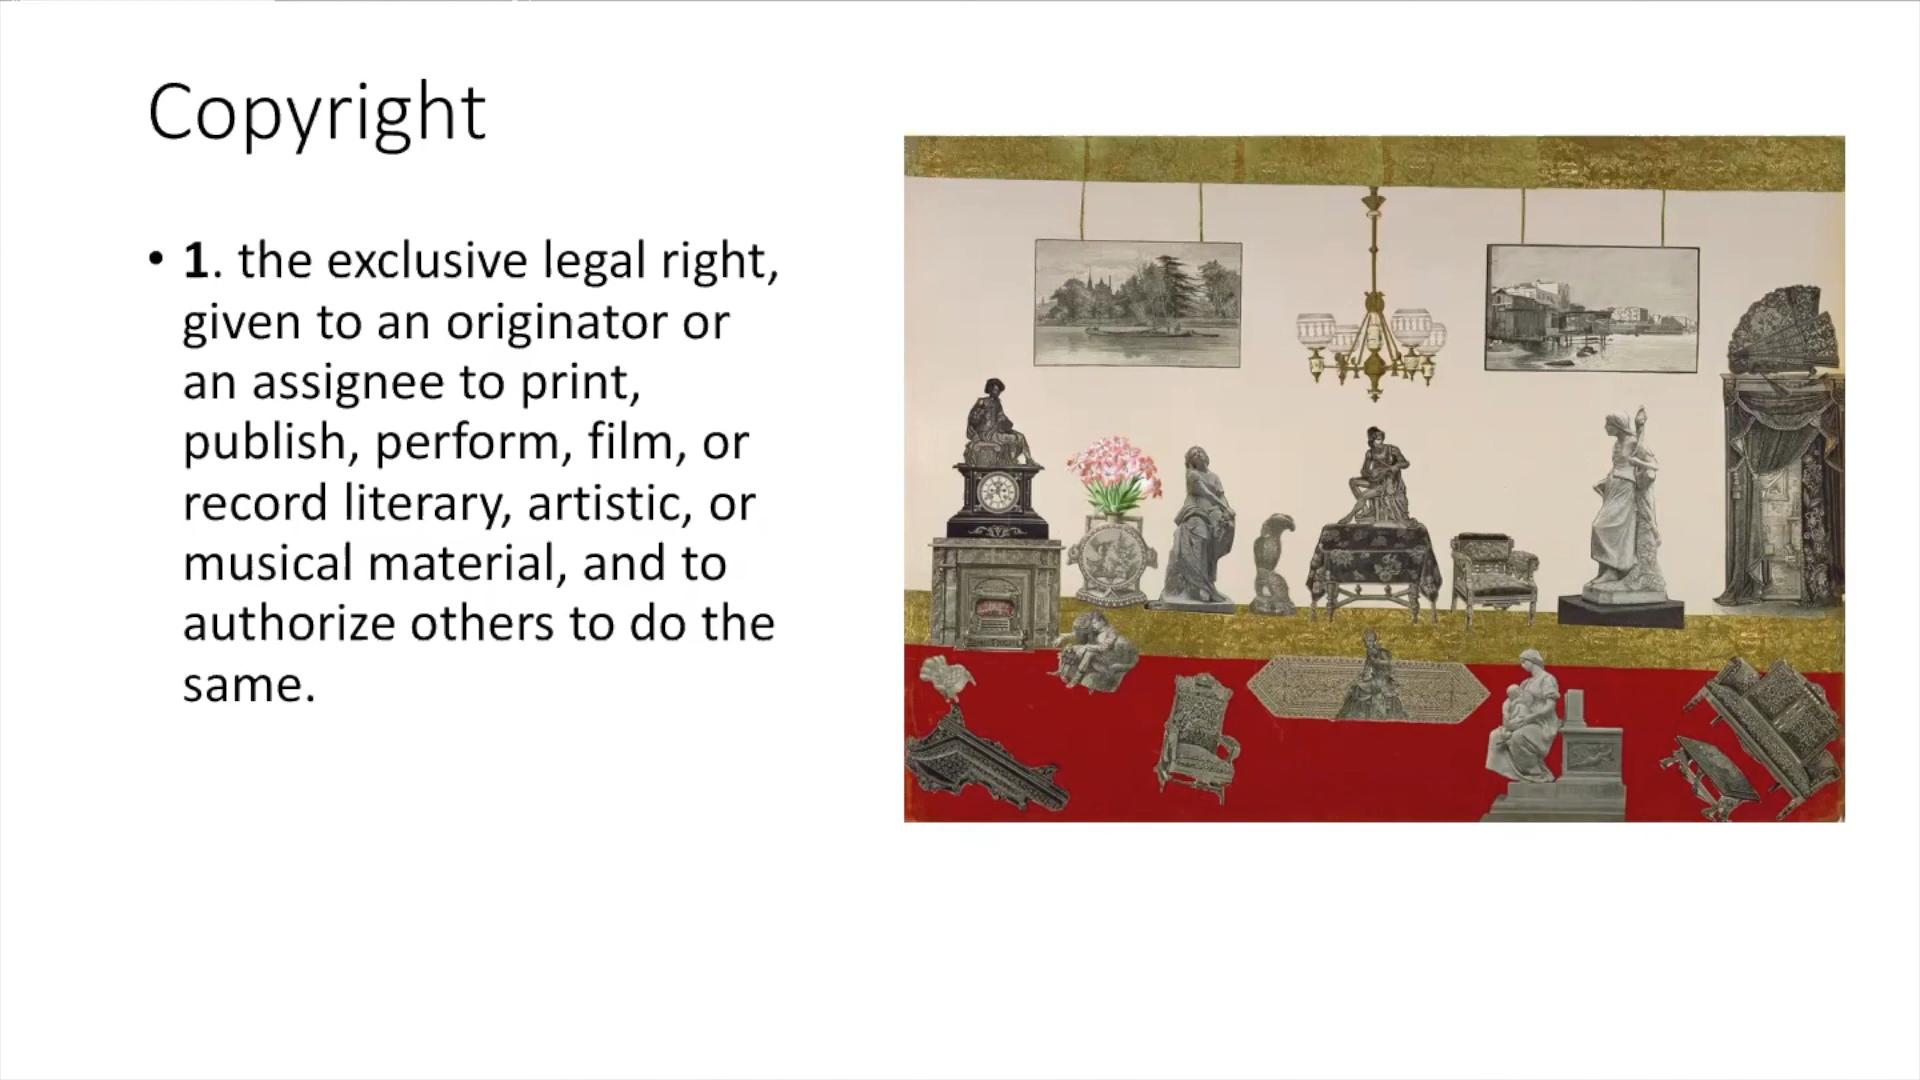 Copyright
• 1. the exclusive legal right,
given to an originator or
an assignee to print,
publish, perform, film, or
record literary, artistic, or
musical material, and to
authorize others to do the
same.